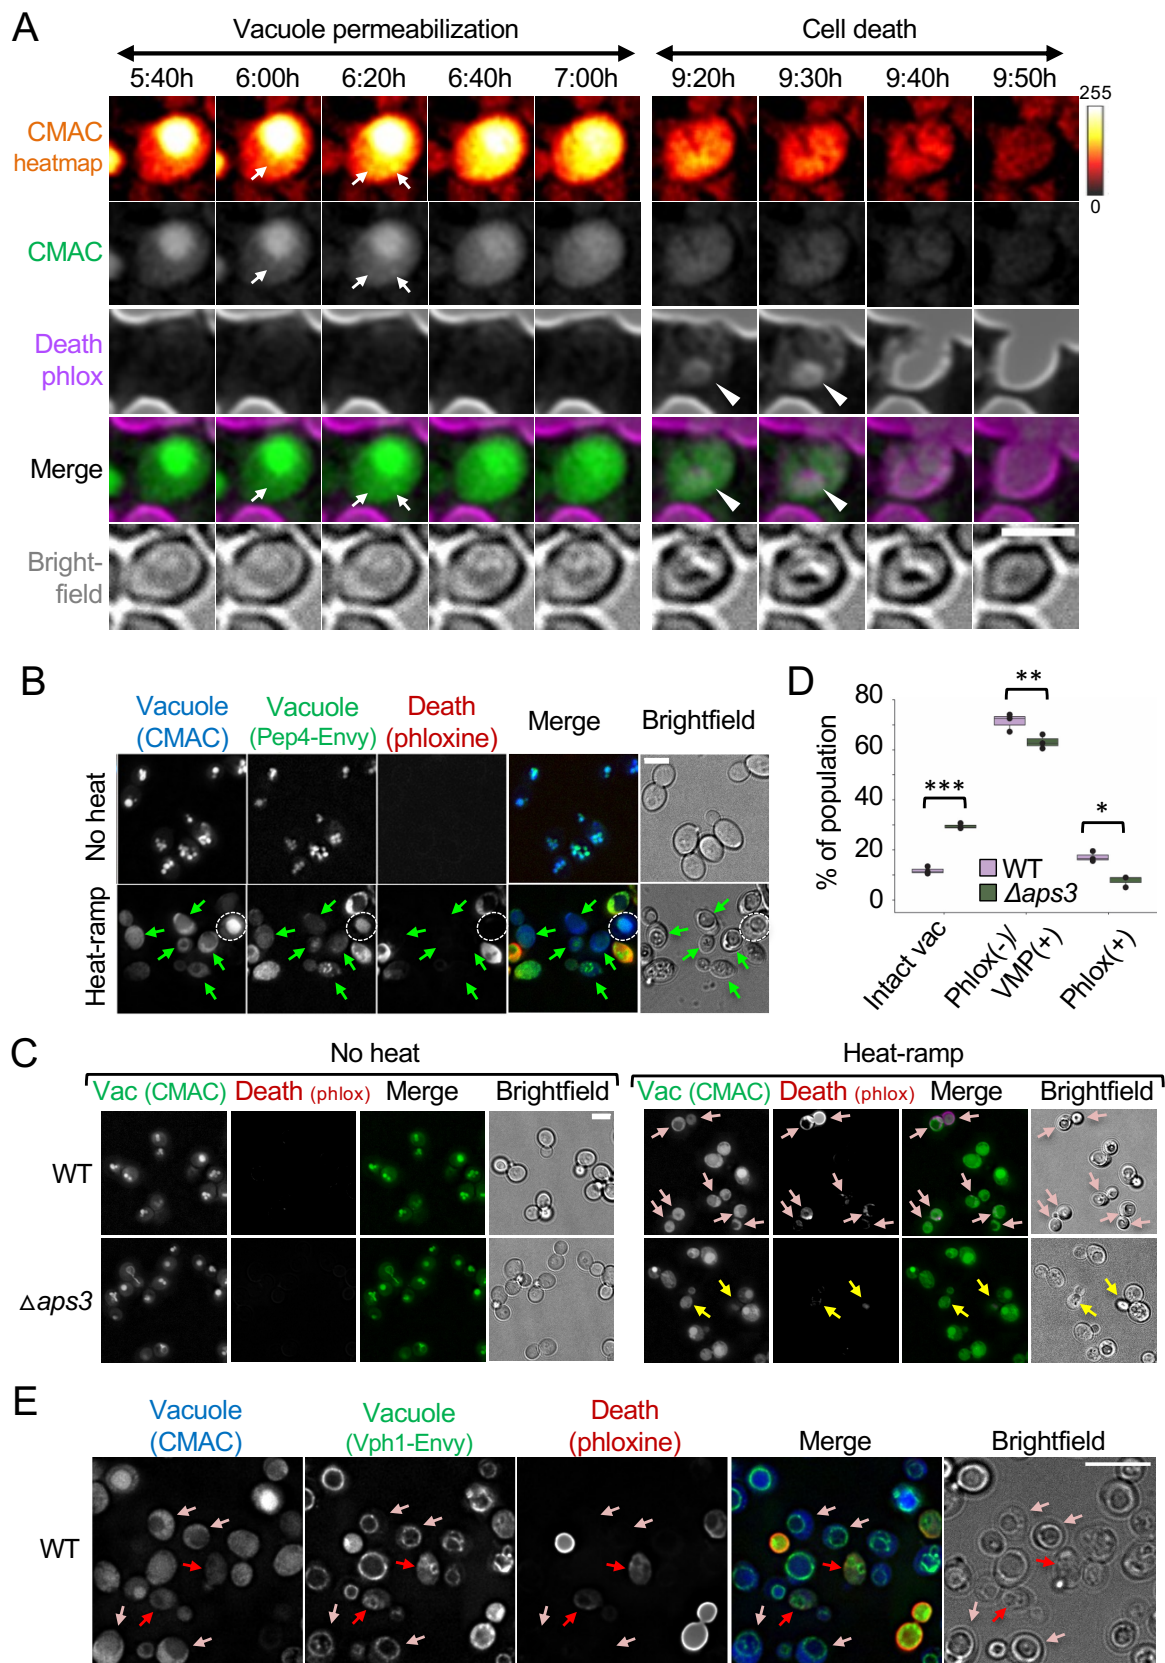 A
Vacuole permeabilization
Cell death
5:40h 6:00h 6:20h 6:40h 7:00h 9:20h 9:30h 9:40h 9:50h
CMAC
heatmap
255
0
CMAC
Death
phlox
Merge
Bright-
field
B
Vacuole
(CMAC)
Vacuole
(Pep4-Envy)
Death
(phloxine)
Merge
Brightfield
No heat
Heat-ramp
D
% of population
80
60
40
20
0
**
***
*
WT
Δaps3
Intact vac
Phlox(-)/
VMP(+)
Phlox(+)
C
No heat
Heat-ramp
Vac (CMAC) Death (phlox) Merge Brightfield
Vac (CMAC) Death (phlox) Merge Brightfield
WT
Δaps3
E
Vacuole
(CMAC)
Vacuole
(Vph1-Envy)
Death
(phloxine)
Merge
Brightfield
WT